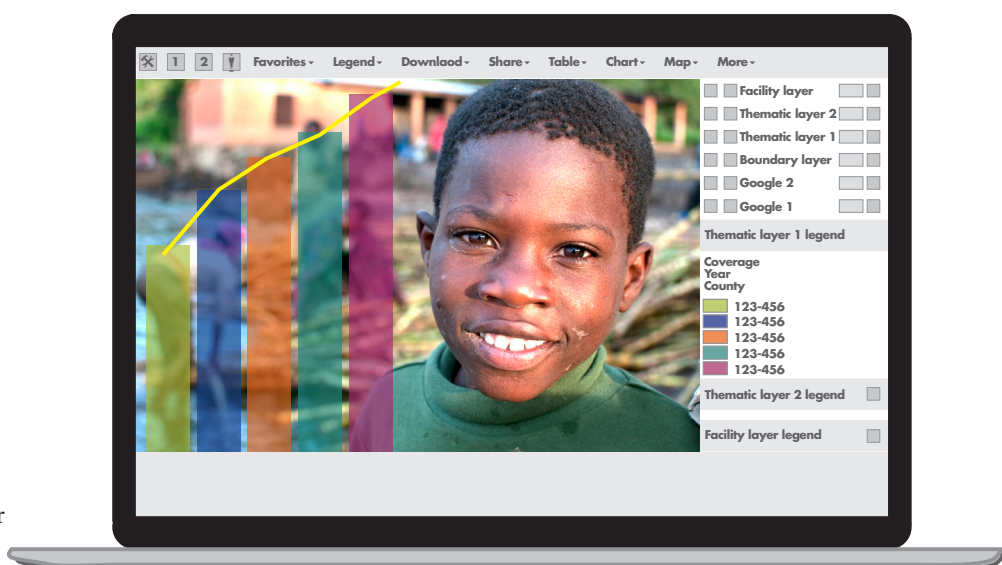 1 2 Favorites Legend Downlaod Share Table Chart Map More
Facility layer
Thematic layer 2
Thematic layer 1
Boundary layer
Google 2
Google 1
Thematic layer 1 legend
Coverage
Year
County
123-456
123-456
123-456
123-456
123-456
Thematic layer 2 legend
Facility layer legend
r